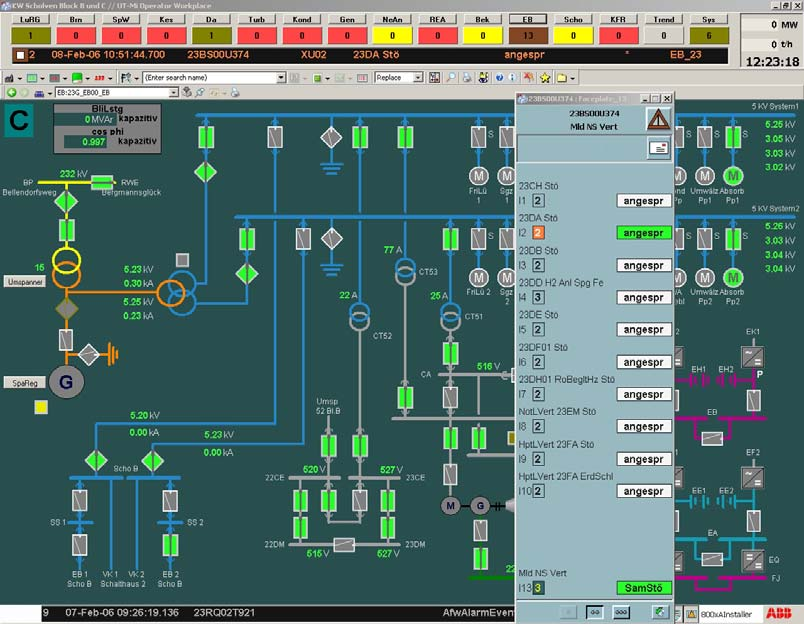 KW Scholven Block B und C // UT-Mi Operator Workplace
LuRG BnW SpW Kes Da Turb Kond Gen NeAn REA Bek EB Scho KFR Trend Sys
1 0 0 0 1 0 0 0 0 0 0 13 0 0 0 6
0 MW
0 t/h
12:23:18
2 08-Feb-06 10:51:44.700 23BS00U374 XU02 23DA Stö angespr * EB_23
(Enter search name) Replace
EB:23G_EB00_EB
C
BliLstg
0 MVAr kapazitiv
cos phi
0.997 kapazitiv
232 kV
BP
Bellendorfsweg
RWE
Bergmannsglück
15
Umspanner
5.23 kV
0.30 kA
5.25 kV
0.23 kA
SpaReg
G
5.20 kV
0.00 kA
5.23 kV
0.00 kA
Scho B
SS 1
SS 2
EB 1
Scho B
VK 1
Schalthaus 2
VK 2
EB 2
Scho B
22 A
CT52
77 A
CT53
25 A
CT51
CA
516 V
Umsp
52 Bl.B
520 V
527 V
22CE
23CE
22DM
515 V
527 V
23DM
M
G
S
S
M
M
FriLü
1
Sgz
1
S
S
M
M
FriLü 2
Sgz
2
23BS00U374 : Faceplate_13
23BS00U374
Mld NS Vert
23CH Stö
I1 2 angespr
23DA Stö
I2 2 angespr
23DB Stö
I3 2 angespr
23DD H2 Anl Spg Fe
I4 3 angespr
23DE Stö
I5 2 angespr
23DF01 Stö
I6 2 angespr
23DH01 RoBegltHz Stö
I7 2 angespr
NotLVert 23EM Stö
I8 2 angespr
HptLVert 23FA Stö
I9 2 angespr
HptLVert 23FA ErdSchl
I10 2 angespr
Mld NS Vert
I13 3 SamStö
5 KV System1
5.25 kV
3.05 kV
3.03 kV
3.02 kV
S
S
M
M
M
Pp1
Umwälz
Pp1
Absorb
Pp1
5 KV System2
5.26 kV
3.03 kV
3.04 kV
3.04 kV
S
S
M
M
M
Umwälz
Pp2
Absorb
Pp2
EK1
P
EH1
EH2
EB
EF2
EE1
EE2
EA
EQ
FJ
9 07-Feb-06 09:26:19.136 23RQ02T921 AfwAlarmEven
800xAInstaller
ABB